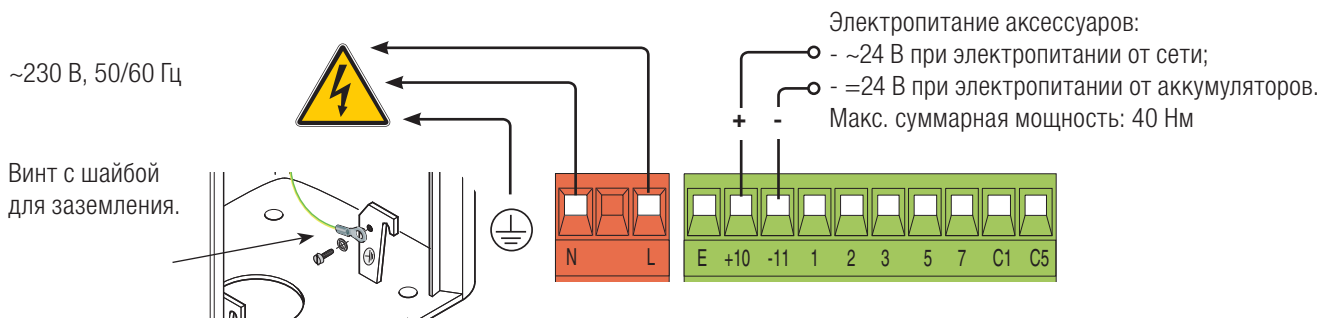 ~230 В, 50/60 Гц
Винт с шайбой
для заземления.
Электропитание аксессуаров:
- ~24 В при электропитании от сети;
- =24 В при электропитании от аккумуляторов.
Макс. суммарная мощность: 40 Нм
+ -
N L
E +10 -11 1 2 3 5 7 C1 C5